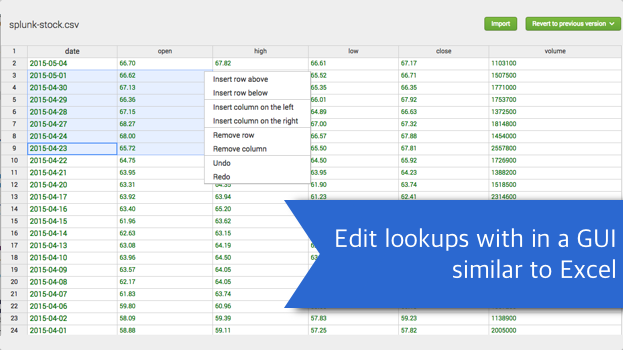 splunk-stock.csv Import Revert to previous version
1 date open high low close volume
2 2015-05-04 66.70 67.82 66.61 67.17 1103100
3 2015-05-01 66.62 65.52 66.71 1507500
4 2015-04-30 67.13 65.35 66.35 1771000
5 2015-04-29 66.36 66.01 67.92 1753700
6 2015-04-28 67.15 64.89 66.63 1372500
7 2015-04-27 68.27 67.00 67.32 1814800
8 2015-04-24 68.00 66.57 67.88 1454000
9 2015-04-23 65.72 65.50 67.81 2557800
10 2015-04-22 64.75 64.50 65.92 1726900
11 2015-04-21 63.95 63.95 64.23 1388200
12 2015-04-20 63.31 64.35 61.90 63.74 1518500
13 2015-04-17 63.92 63.94 61.23 62.41 2314600
14 2015-04-16 63.40 65.20
15 2015-04-15 61.96 63.62
16 2015-04-14 62.63 63.15
17 2015-04-13 63.08 64.19
18 2015-04-10 63.96 64.50
19 2015-04-09 63.57 64.05
20 2015-04-08 62.17 64.05
21 2015-04-07 61.83 63.74
22 2015-04-06 59.80 60.96
23 2015-04-02 58.09 59.39 57.83 59.23 1138900
24 2015-04-01 58.88 59.11 57.25 57.82 2005000
Insert row above
Insert row below
Insert column on the left
Insert column on the right
Remove row
Remove column
Undo
Redo
Edit lookups with in a GUI
similar to Excel